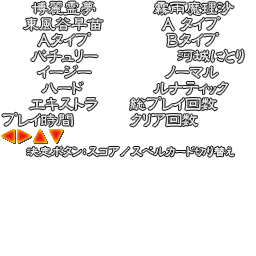 博麗霊夢 霧雨魔理沙
東風谷早苗 A タイプ
Aタイプ Bタイプ
パチュリー 河城にとり
イージー ノーマル
ハード ルナティック
エキストラ 総プレイ回数
プレイ時間 クリア回数
決定ボタン:スコア/スペルカード切り替え